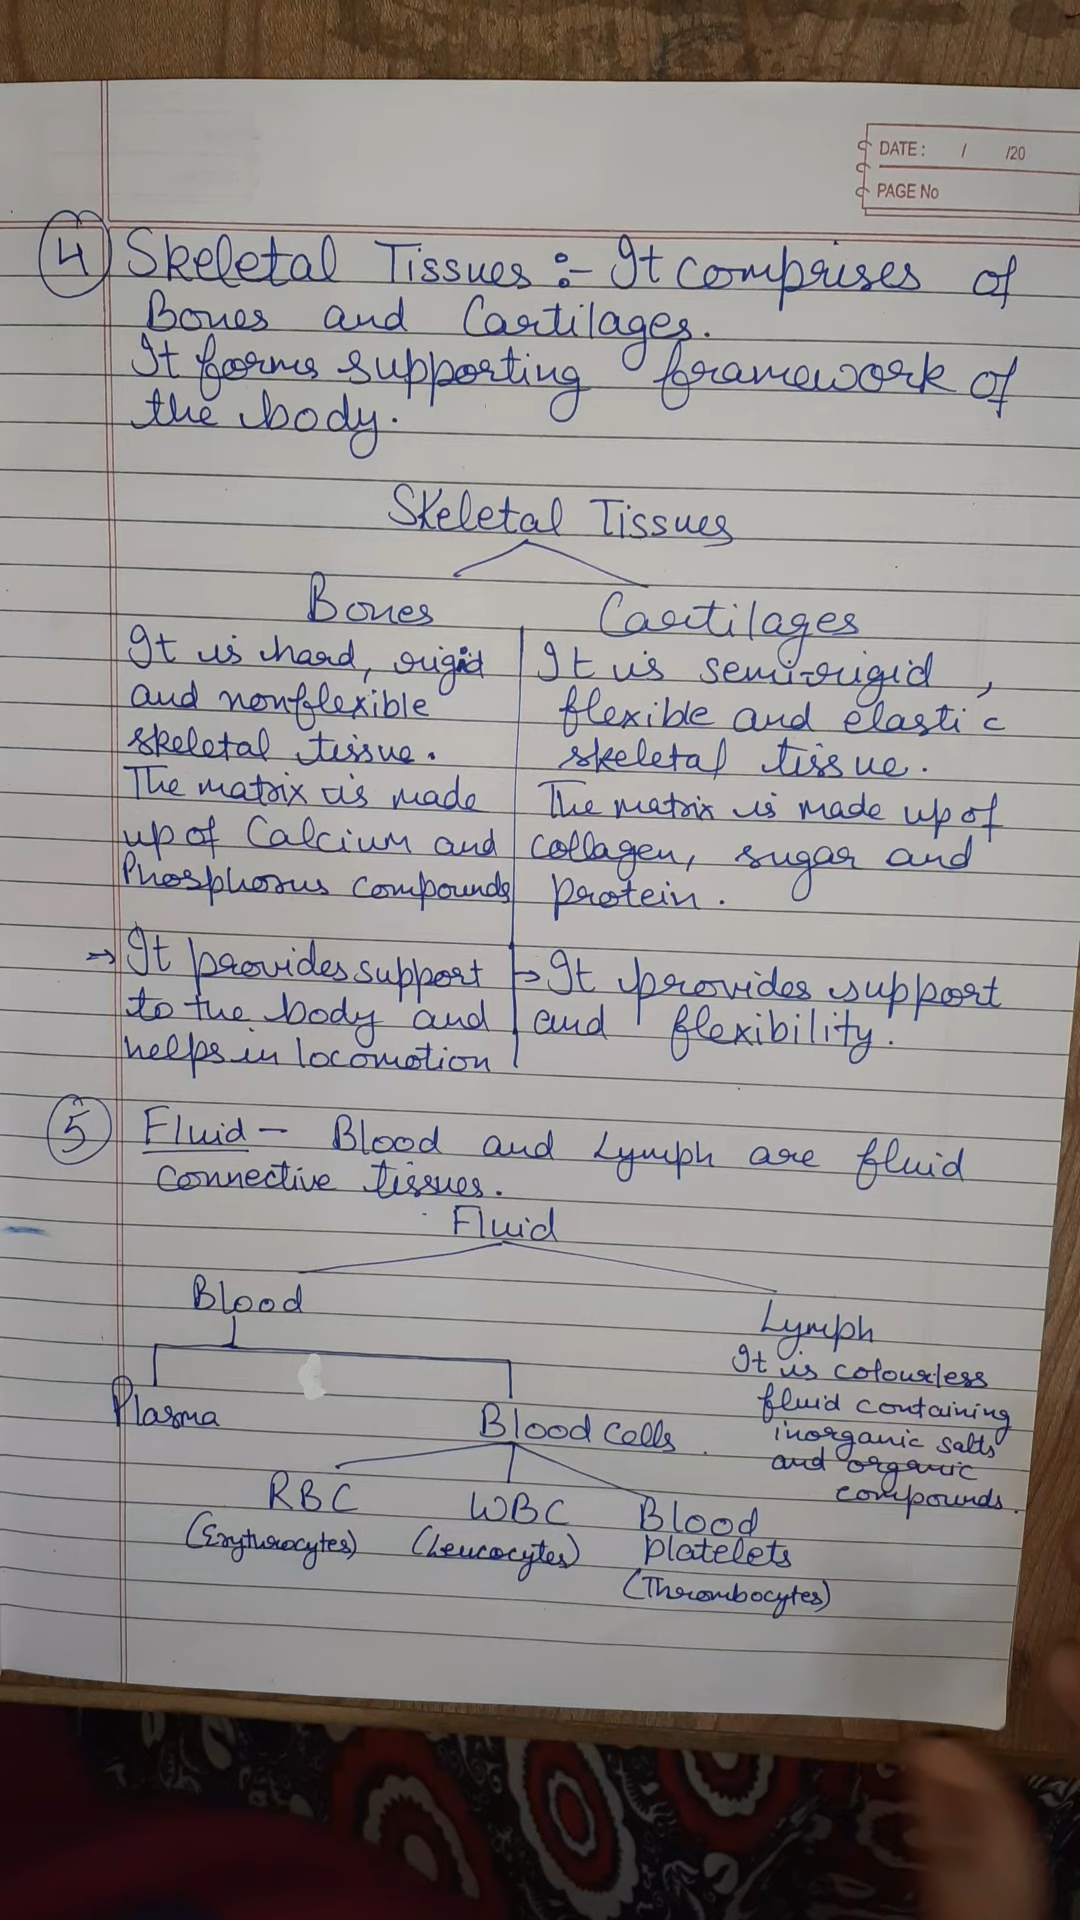 DATE: / /20
PAGE No
4 Skeletal Tissues :- It comprises of
Bones and Cartilages.
It forms supporting framework of
the body.
Skeletal Tissues
Bones
It is hard, rigid
and nonflexible
skeletal tissue.
The matrix is made
up of Calcium and
Phosphorus compounds
→ It provides support
to the body and
helps in locomotion
Cartilages
It is semi-rigid,
flexible and elastic
skeletal tissue.
The matrix is made up of
collagen, sugar and
protein.
→ It provides support
and flexibility.
5 Fluid - Blood and Lymph are fluid
connective tissues.
Fluid
Blood
Lymph
It is colourless
fluid containing
inorganic salts
and organic
compounds.
Plasma
Blood cells
RBC
(Erythrocytes)
WBC
(Leucocytes)
Blood
Platelets
(Thrombocytes)